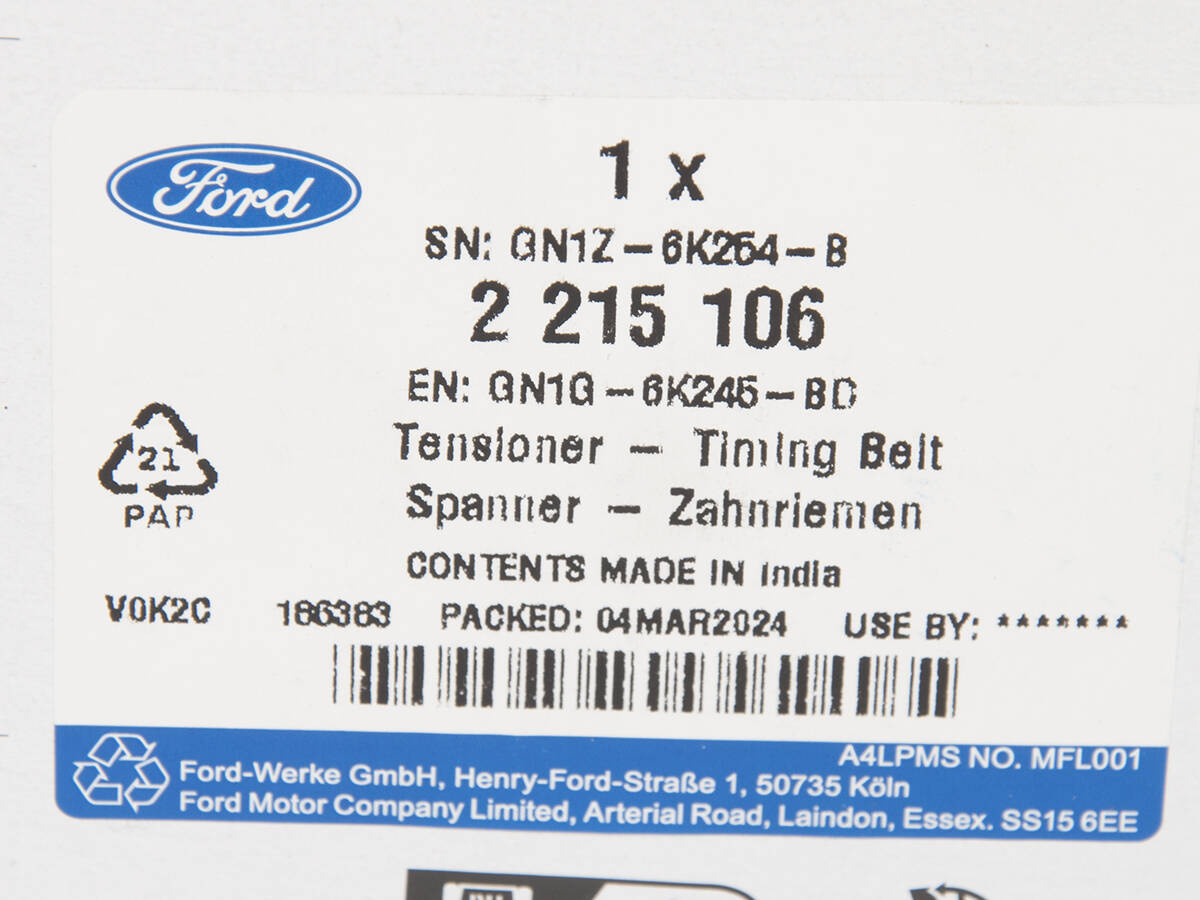 Ford
1 x
SN: GN1Z-6K254-B
2 215 106
EN: GN1G-6K245-BD
Tensioner - Timing Belt
Spanner - Zahnriemen
21
PAP
CONTENTS MADE IN India
V0K2C 186383 PACKED: 04MAR2024 USE BY: *******
A4LPMS NO. MFL001
Ford-Werke GmbH, Henry-Ford-Straße 1, 50735 Köln
Ford Motor Company Limited, Arterial Road, Laindon, Essex. SS15 6EE